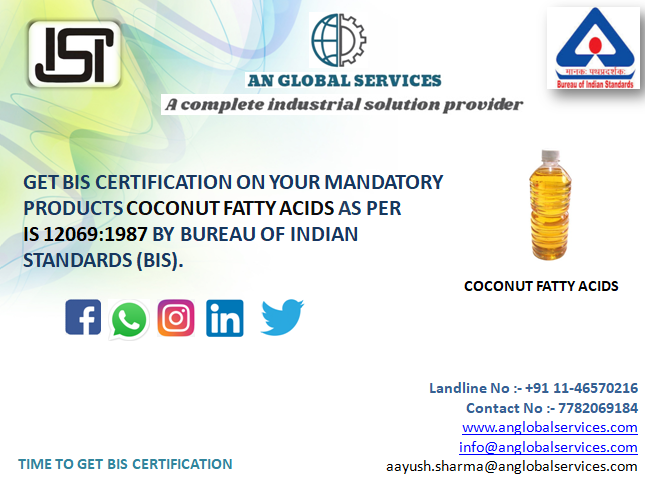 ISI
AN GLOBAL SERVICES
A complete industrial solution provider
मानकः पथप्रदर्शकः
Bureau of Indian Standards
GET BIS CERTIFICATION ON YOUR MANDATORY
PRODUCTS COCONUT FATTY ACIDS AS PER
IS 12069:1987 BY BUREAU OF INDIAN
STANDARDS (BIS).
COCONUT FATTY ACIDS
Landline No :- +91 11-46570216
Contact No :- 7782069184
www.anglobalservices.com
info@anglobalservices.com
aayush.sharma@anglobalservices.com
TIME TO GET BIS CERTIFICATION